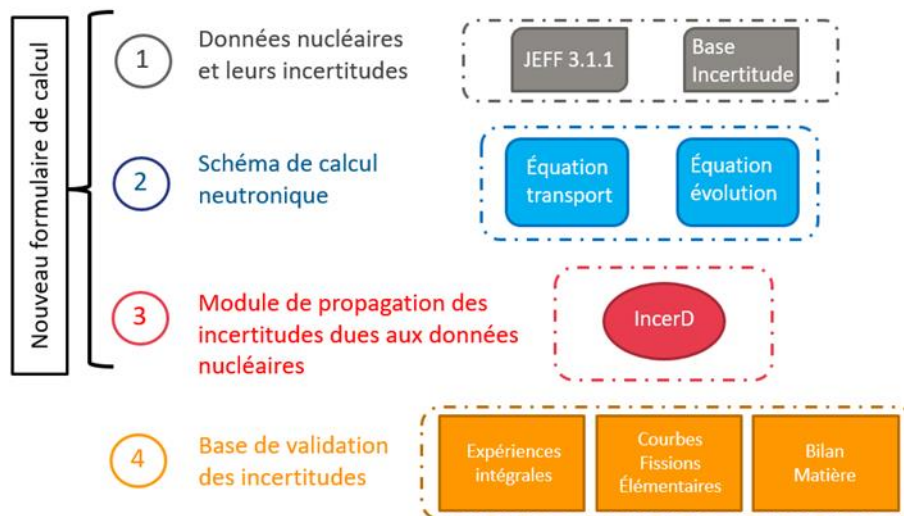 Nouveau formulaire de calcul
1
Données nucléaires
et leurs incertitudes
JEFF 3.1.1
Base
Incertitude
2
Schéma de calcul
neutronique
Équation
transport
Équation
évolution
3
Module de propagation des
incertitudes dues aux données
nucléaires
IncerD
4
Base de validation
des incertitudes
Expériences
intégrales
Courbes
Fissions
Élémentaires
Bilan
Matière